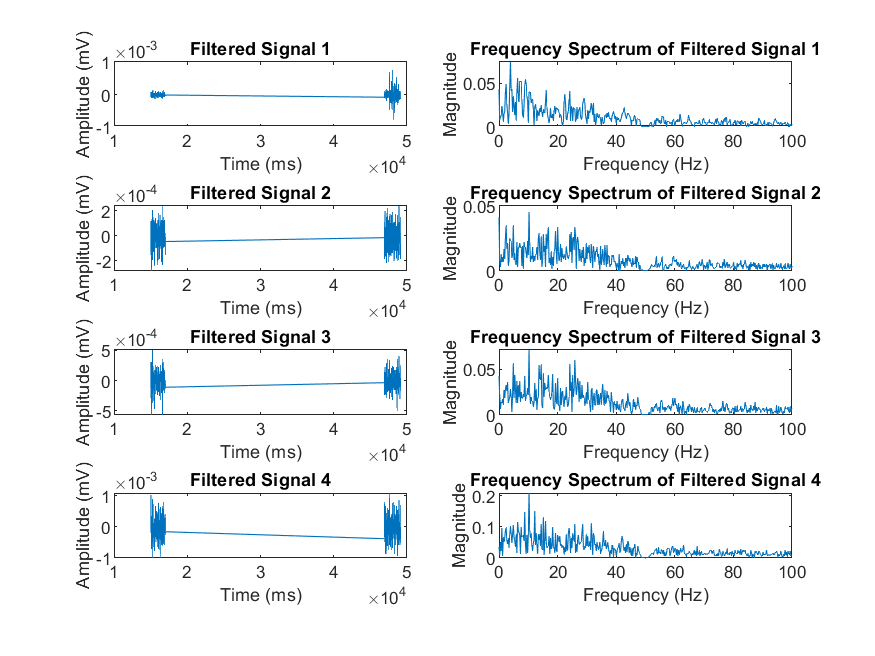 Filtered Signal 1
×10-3
Amplitude (mV)
1
0
-1
1 2 3 4 5
Time (ms)
×104
Frequency Spectrum of Filtered Signal 1
Magnitude
0.05
0
0 20 40 60 80 100
Frequency (Hz)
Filtered Signal 2
×10-4
Amplitude (mV)
2
0
-2
1 2 3 4 5
Time (ms)
×104
Frequency Spectrum of Filtered Signal 2
Magnitude
0.05
0
0 20 40 60 80 100
Frequency (Hz)
Filtered Signal 3
×10-4
Amplitude (mV)
5
0
-5
1 2 3 4 5
Time (ms)
×104
Frequency Spectrum of Filtered Signal 3
Magnitude
0.05
0
0 20 40 60 80 100
Frequency (Hz)
Filtered Signal 4
×10-3
Amplitude (mV)
1
0
-1
1 2 3 4 5
Time (ms)
×104
Frequency Spectrum of Filtered Signal 4
Magnitude
0.2
0.1
0
0 20 40 60 80 100
Frequency (Hz)